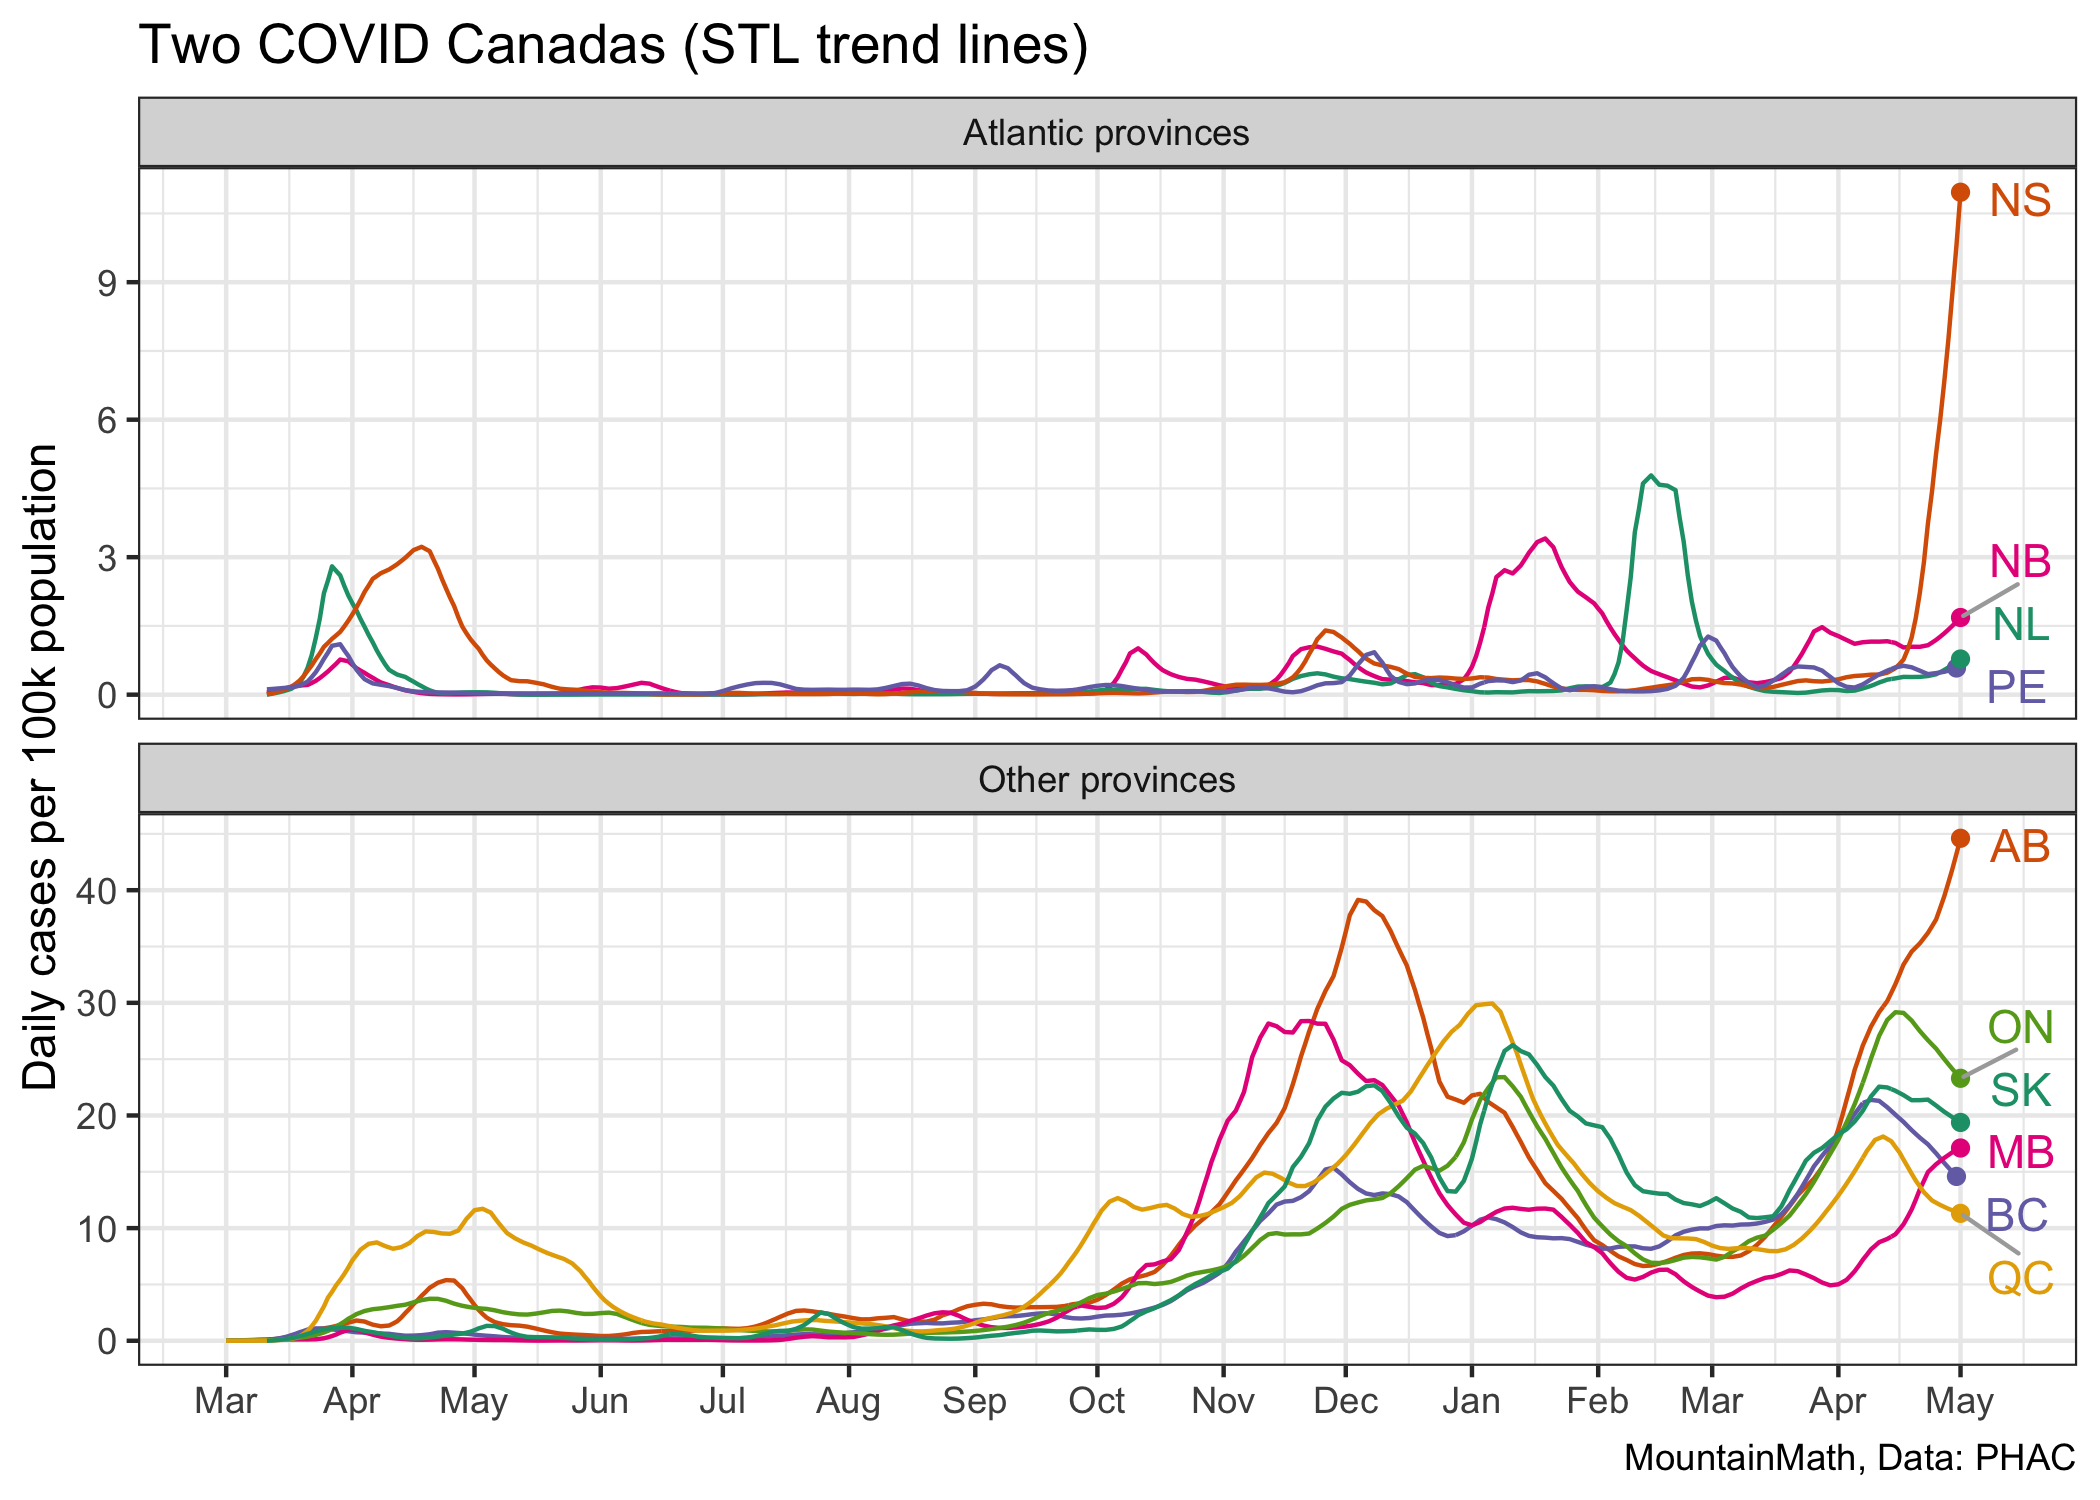 Two COVID Canadas (STL trend lines)
Atlantic provinces
NS
9
6
NB
3
NL
0
PE
Daily cases per 100k population
Other provinces
AB
40
30
ON
SK
20
MB
BC
10
QC
0
Mar Apr May Jun Jul Aug Sep Oct Nov Dec Jan Feb Mar Apr May
MountainMath, Data: PHAC